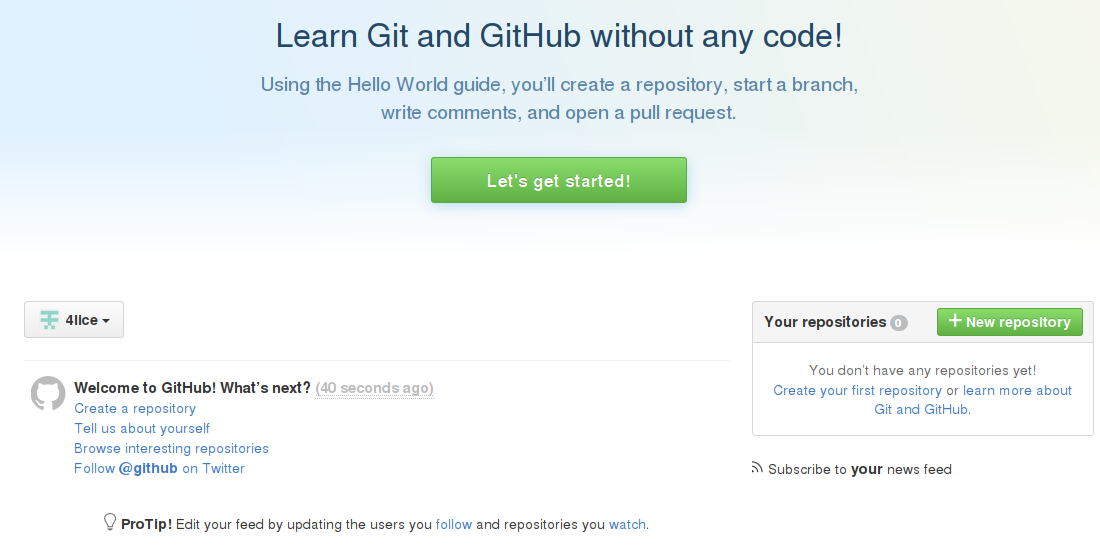 Learn Git and GitHub without any code!
Using the Hello World guide, you’ll create a repository, start a branch,
write comments, and open a pull request.
Let’s get started!
4lice
Welcome to GitHub! What’s next? (40 seconds ago)
Create a repository
Tell us about yourself
Browse interesting repositories
Follow @github on Twitter
ProTip! Edit your feed by updating the users you follow and repositories you watch.
Your repositories 0
New repository
You don’t have any repositories yet!
Create your first repository or learn more about
Git and GitHub.
Subscribe to your news feed